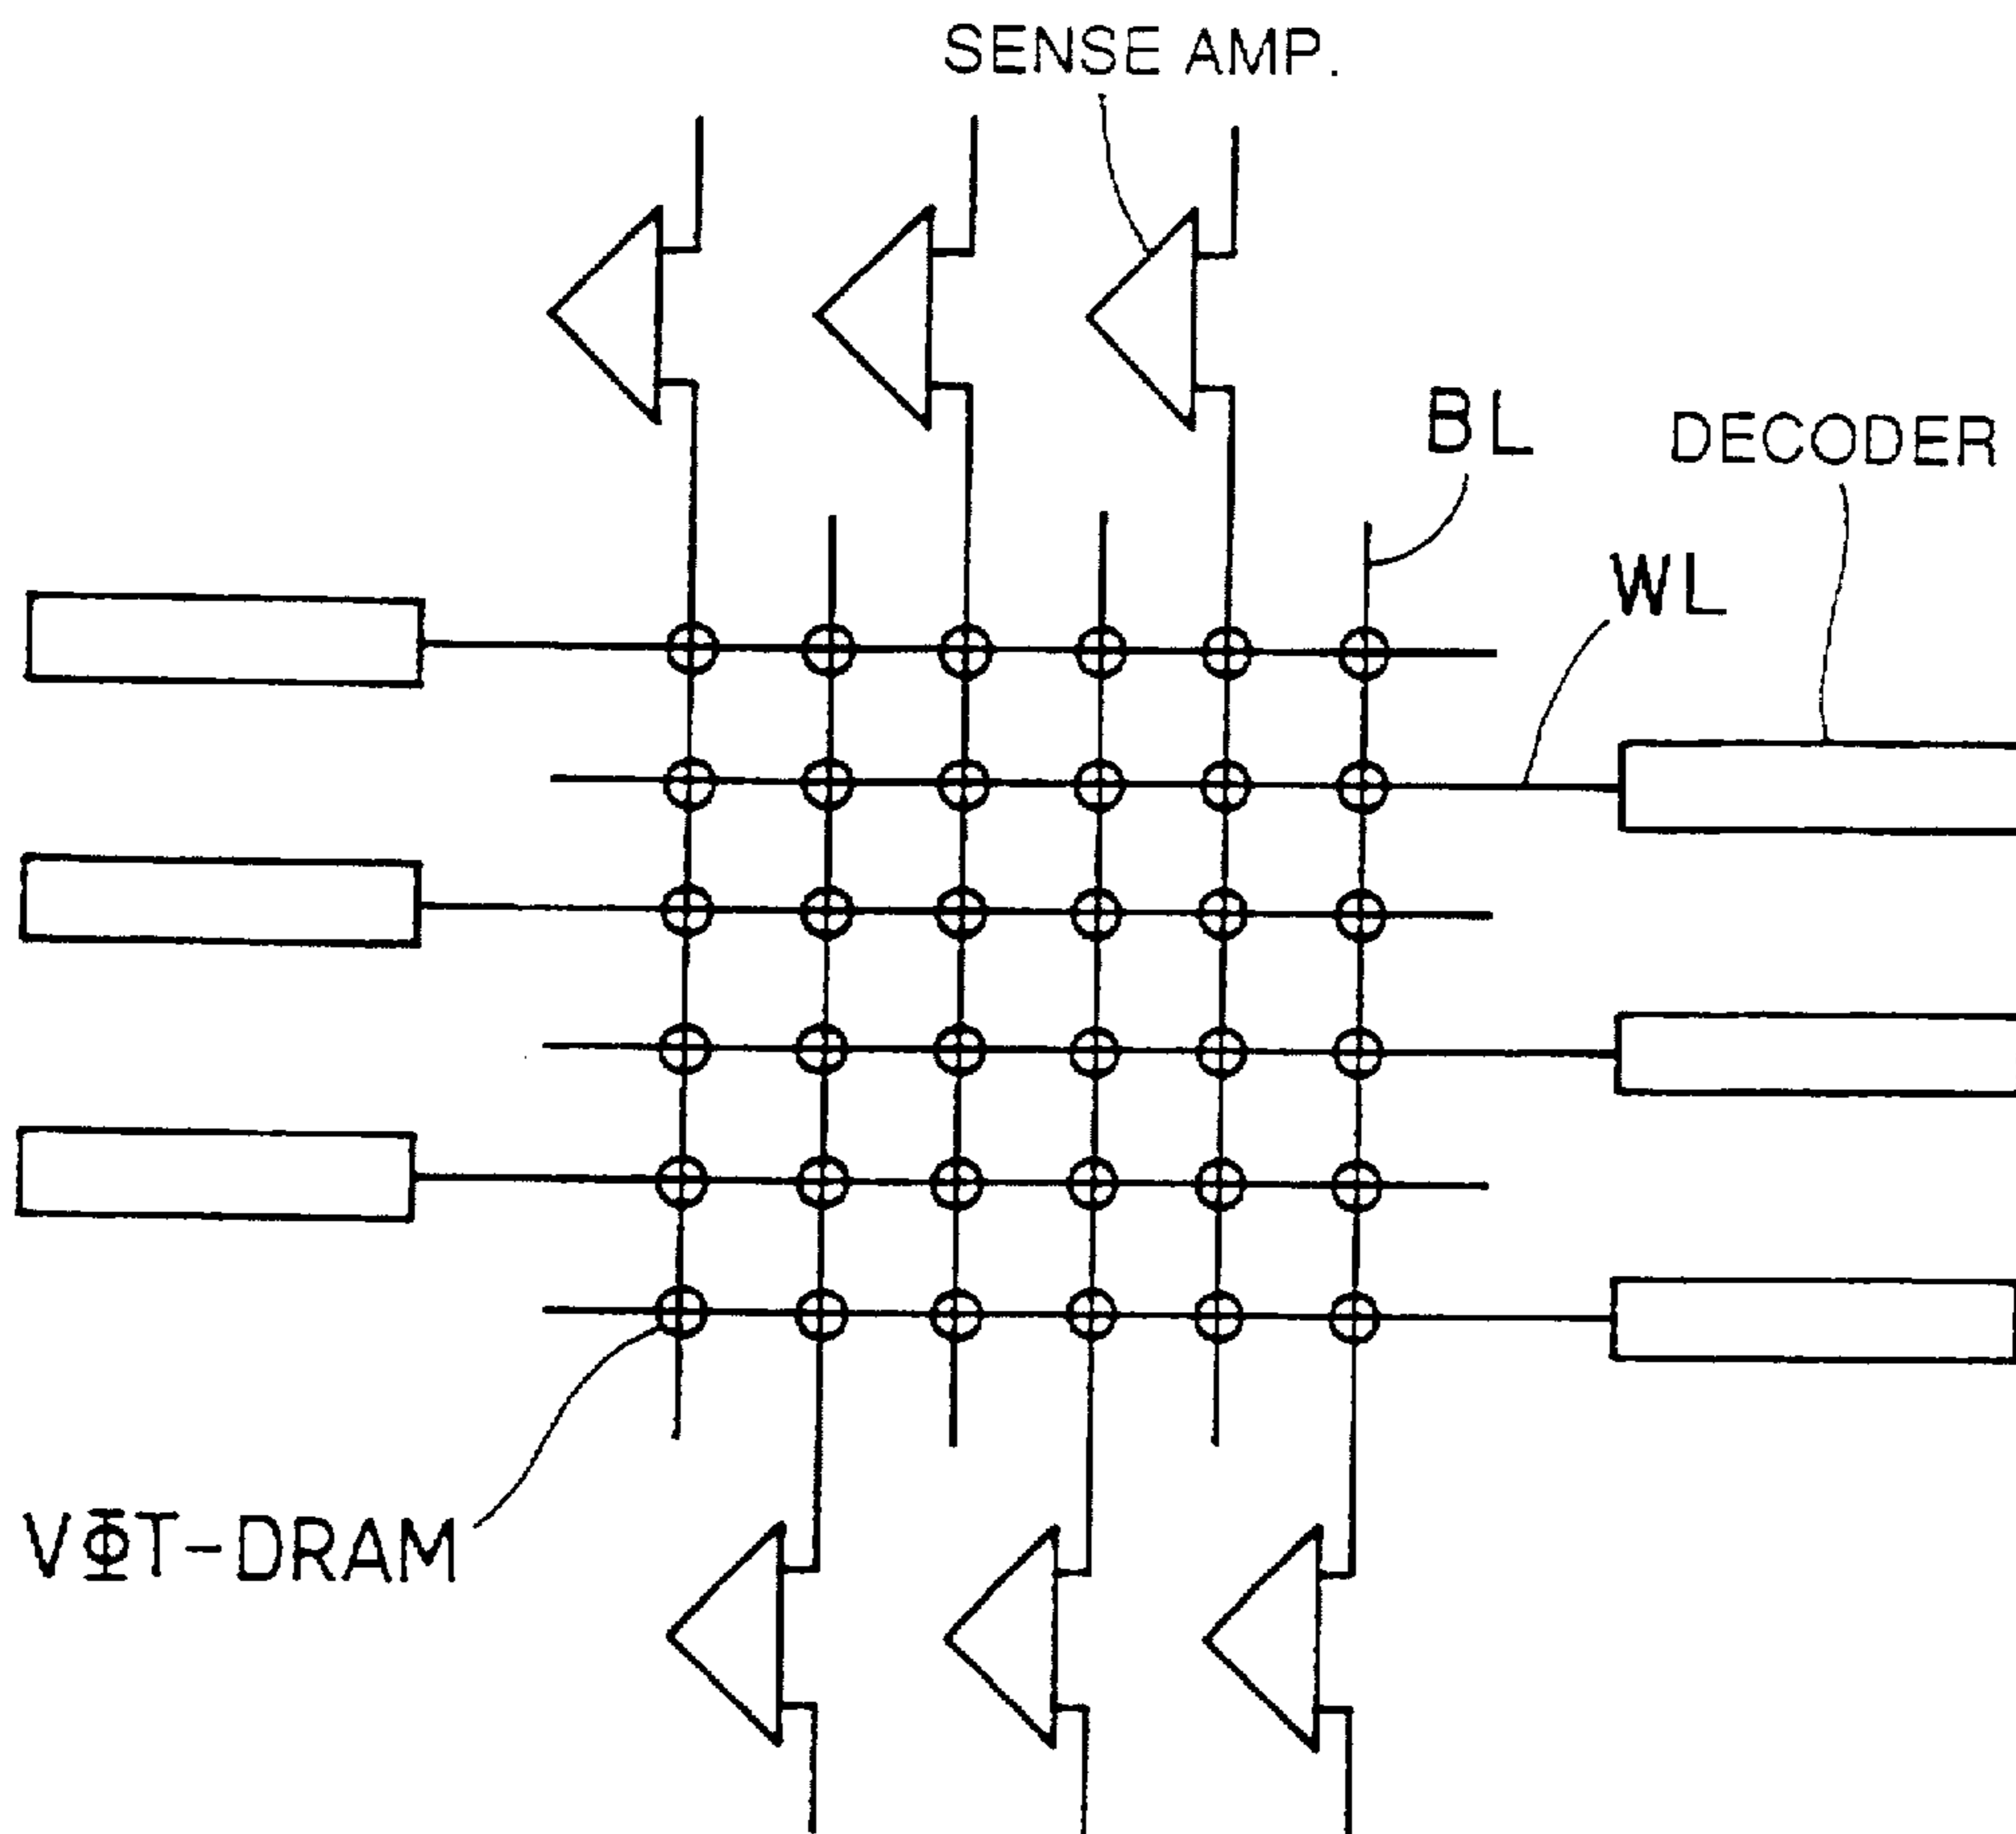 SENSE AMP.
BL
DECODER
WL
VΦT-DRAM